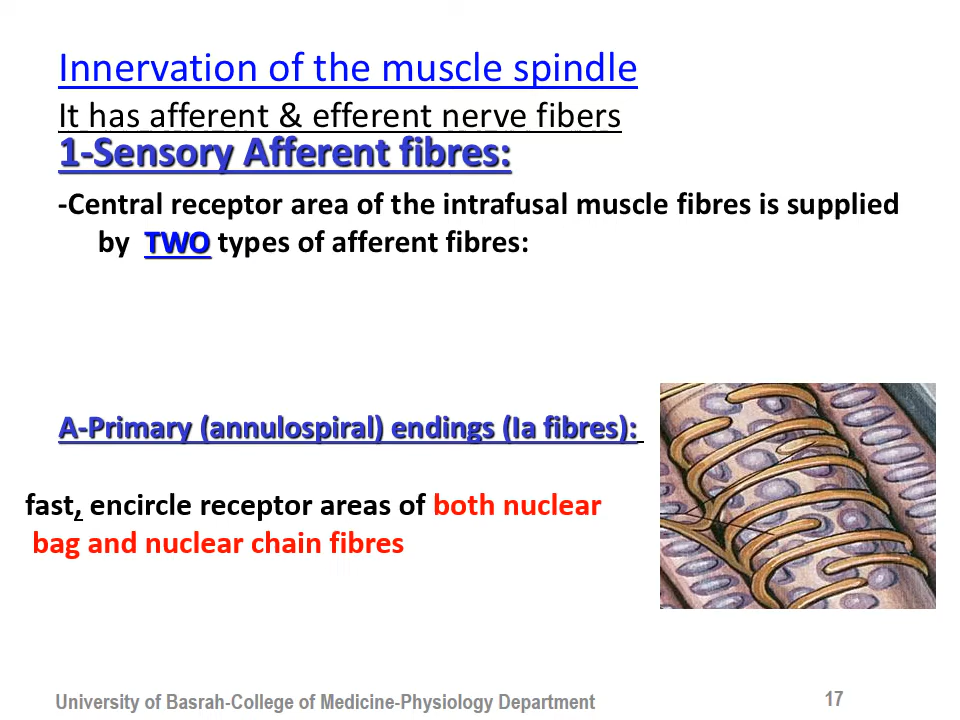 Innervation of the muscle spindle
It has afferent & efferent nerve fibers
1-Sensory Afferent fibres:
-Central receptor area of the intrafusal muscle fibres is supplied
by TWO types of afferent fibres:
A-Primary (annulospiral) endings (Ia fibres):
fast, encircle receptor areas of both nuclear
bag and nuclear chain fibres
University of Basrah-College of Medicine-Physiology Department
17